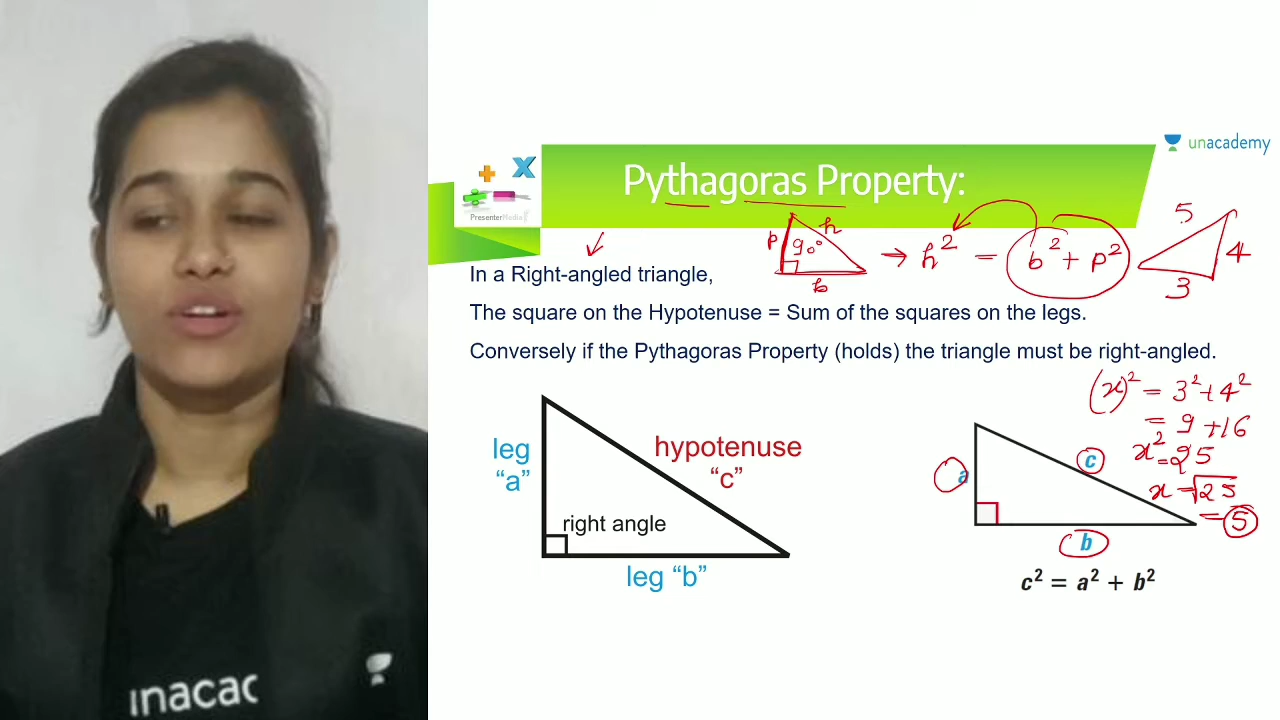 unacademy
PresenterMedia
Pythagoras Property:
p 90° h b
→ h² = b² + p²
5 4 3
In a Right-angled triangle,
The square on the Hypotenuse = Sum of the squares on the legs.
Conversely if the Pythagoras Property (holds) the triangle must be right-angled.
(x)² = 3² + 4²
= 9 + 16
x² = 25
x = √25
= 5
leg
"a"
hypotenuse
"c"
right angle
leg "b"
a
c
b
c² = a² + b²
unacac